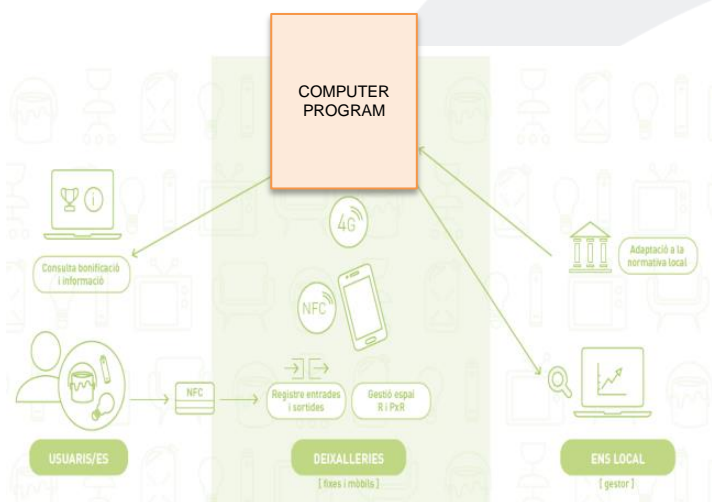 COMPUTER
PROGRAM
4G
Consulta bonificació
i informació
Adaptació a la
normativa local
NFC
NFC
Registre entrades
i sortides
Gestió espai
R i PxR
USUARIS/ES
DEIXALLERIES
[ fixes i mòbils ]
ENS LOCAL
[ gestor ]